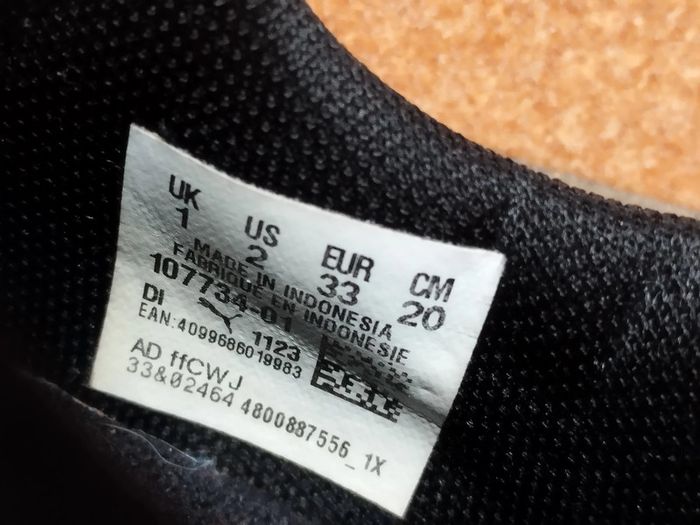 UK US EUR CM
1 2 33 20
MADE IN INDONESIA
FABRIQUE EN INDONESIE
107734-01
DI 1123
EAN:4099686019983
AD ffCWJ
33&02464 4800887556_1X